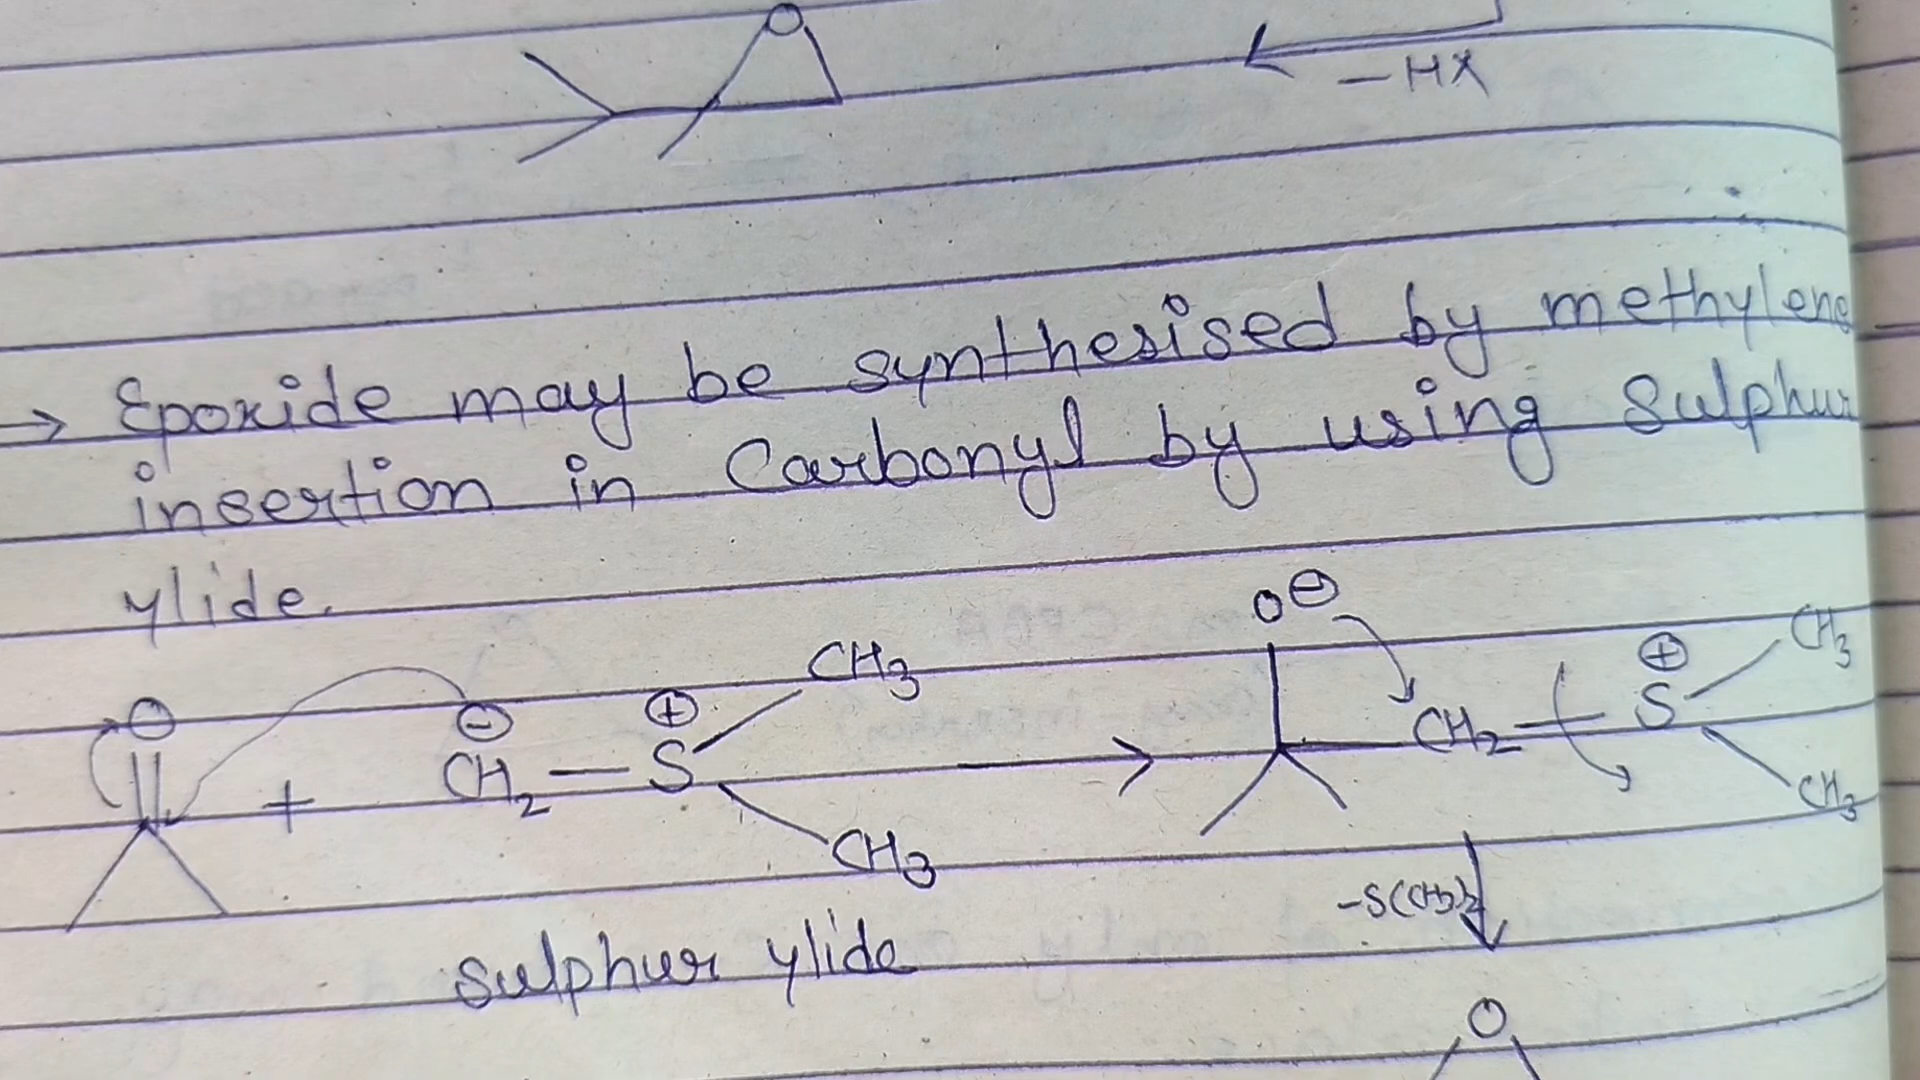 O
- HX
→ Epoxide may be synthesised by methylene
insertion in Carbonyl by using Sulphur
ylide.
O + CH₂⊖ — S⊕ CH₃ CH₃ → O⊖ CH₂ — S⊕ CH₃ CH₃
-S(CH₃)₂
sulphur ylide
O